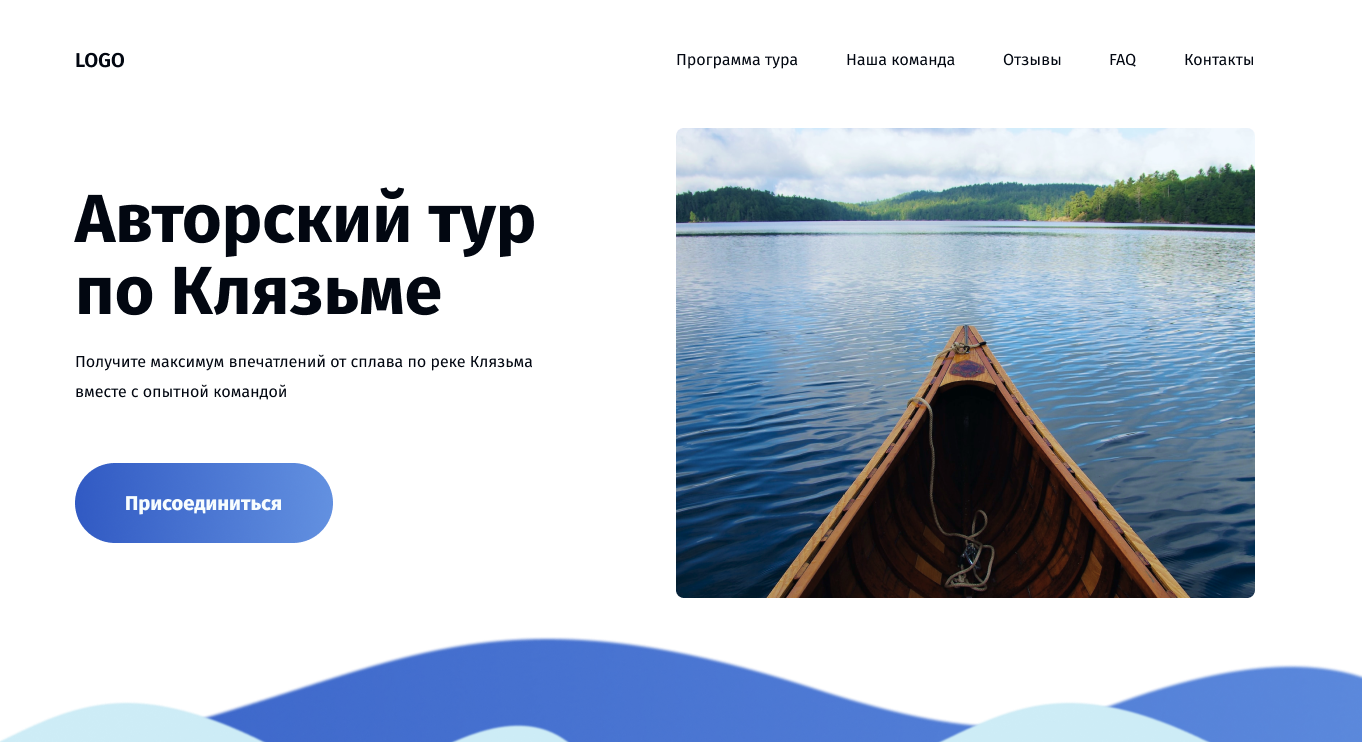 LOGO
Программа тура
Наша команда
Отзывы
FAQ
Контакты
Авторский тур
по Клязьме
Получите максимум впечатлений от сплава по реке Клязьма
вместе с опытной командой
Присоединиться